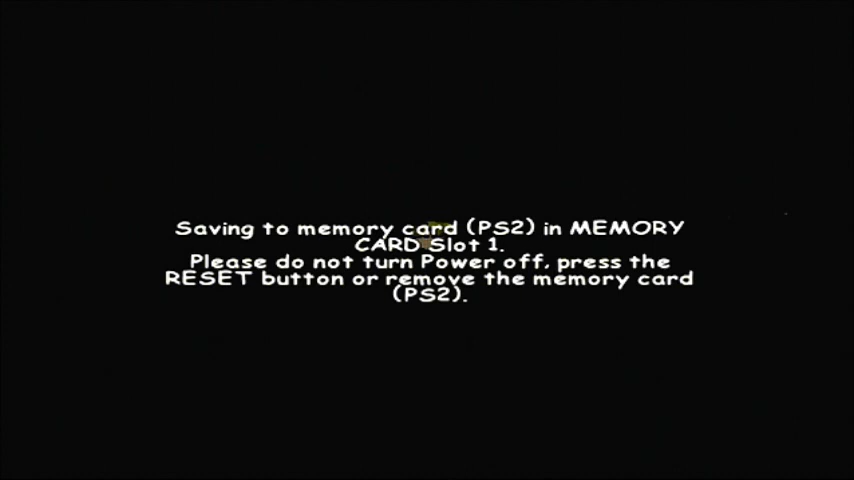 Saving to memory card (PS2) in MEMORY
CARD Slot 1.
Please do not turn Power off, press the
RESET button or remove the memory card
(PS2).